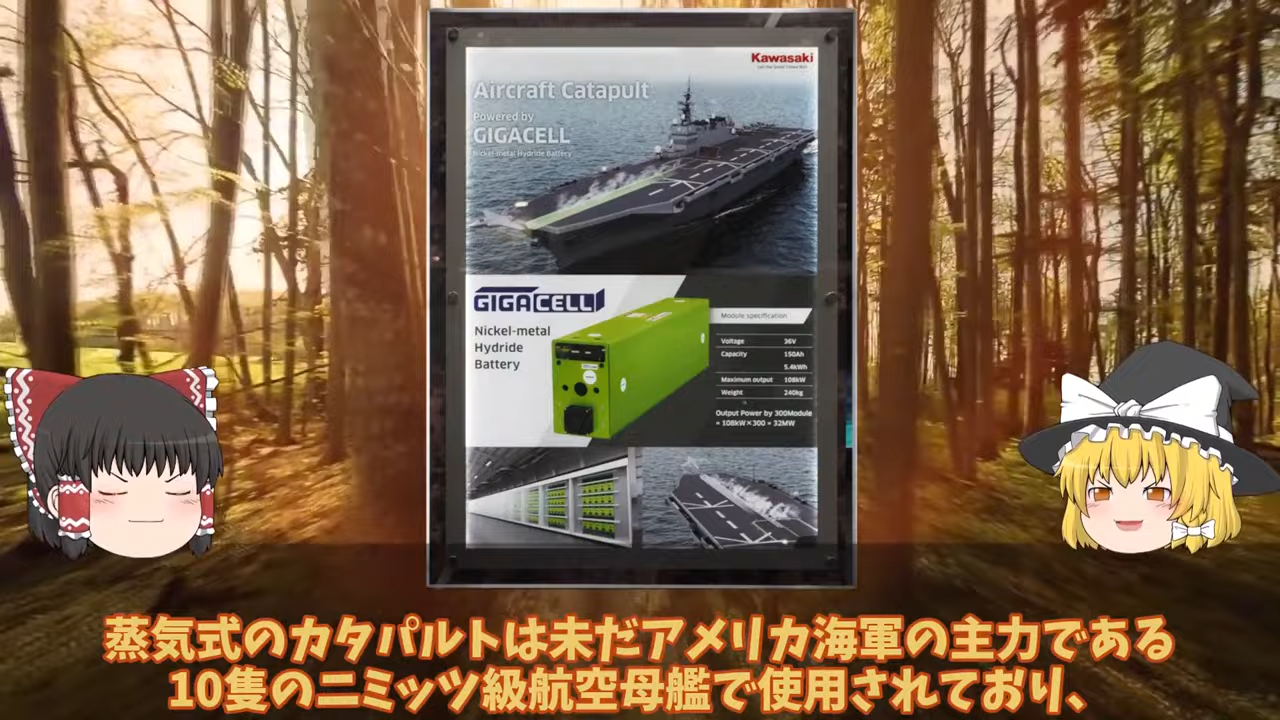 Kawasaki
Aircraft Catapult
Powered by
GIGACELL
Nickel-metal Hydride Battery
GIGACELL
Nickel-metal
Hydride
Battery
Module specification
Voltage 36V
Capacity 150Ah
5.4kWh
Maximum output 108kW
Weight 240kg
Output Power by 300Module
= 108kW×300 = 32MW
蒸気式のカタパルトは未だアメリカ海軍の主力である
10隻のニミッツ級航空母艦で使用されており、